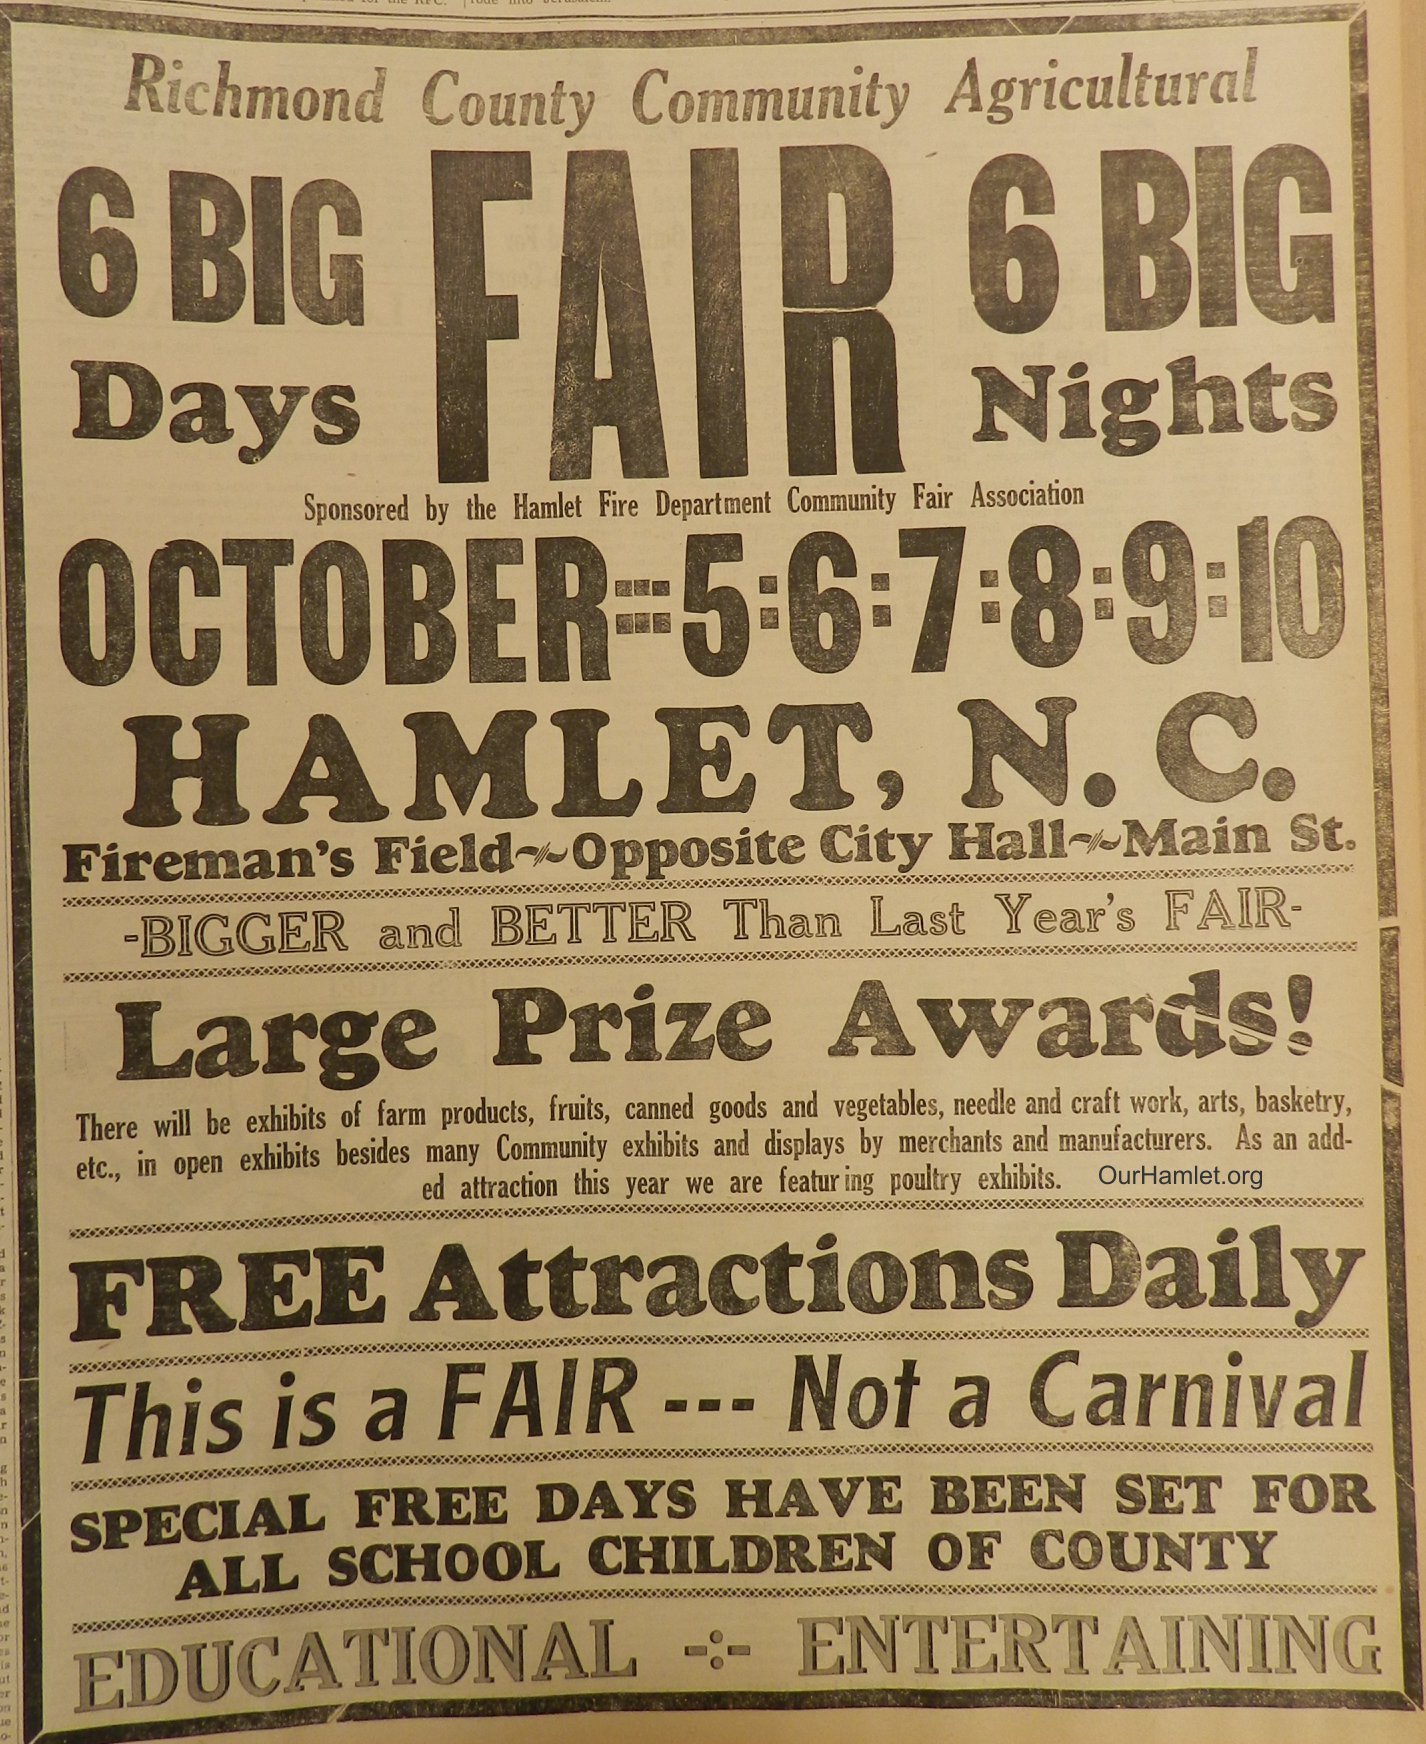 Richmond County Community Agricultural
6 BIG Days
FAIR
6 BIG Nights
Sponsored by the Hamlet Fire Department Community Fair Association
OCTOBER 5:6:7:8:9:10
HAMLET, N. C.
Fireman's Field~Opposite City Hall~Main St.
-BIGGER and BETTER Than Last Year's FAIR-
Large Prize Awards!
There will be exhibits of farm products, fruits, canned goods and vegetables, needle and craft work, arts, basketry,
etc., in open exhibits besides many Community exhibits and displays by merchants and manufacturers. As an add-
ed attraction this year we are featuring poultry exhibits. OurHamlet.org
FREE Attractions Daily
This is a FAIR --- Not a Carnival
SPECIAL FREE DAYS HAVE BEEN SET FOR
ALL SCHOOL CHILDREN OF COUNTY
EDUCATIONAL -:- ENTERTAINING